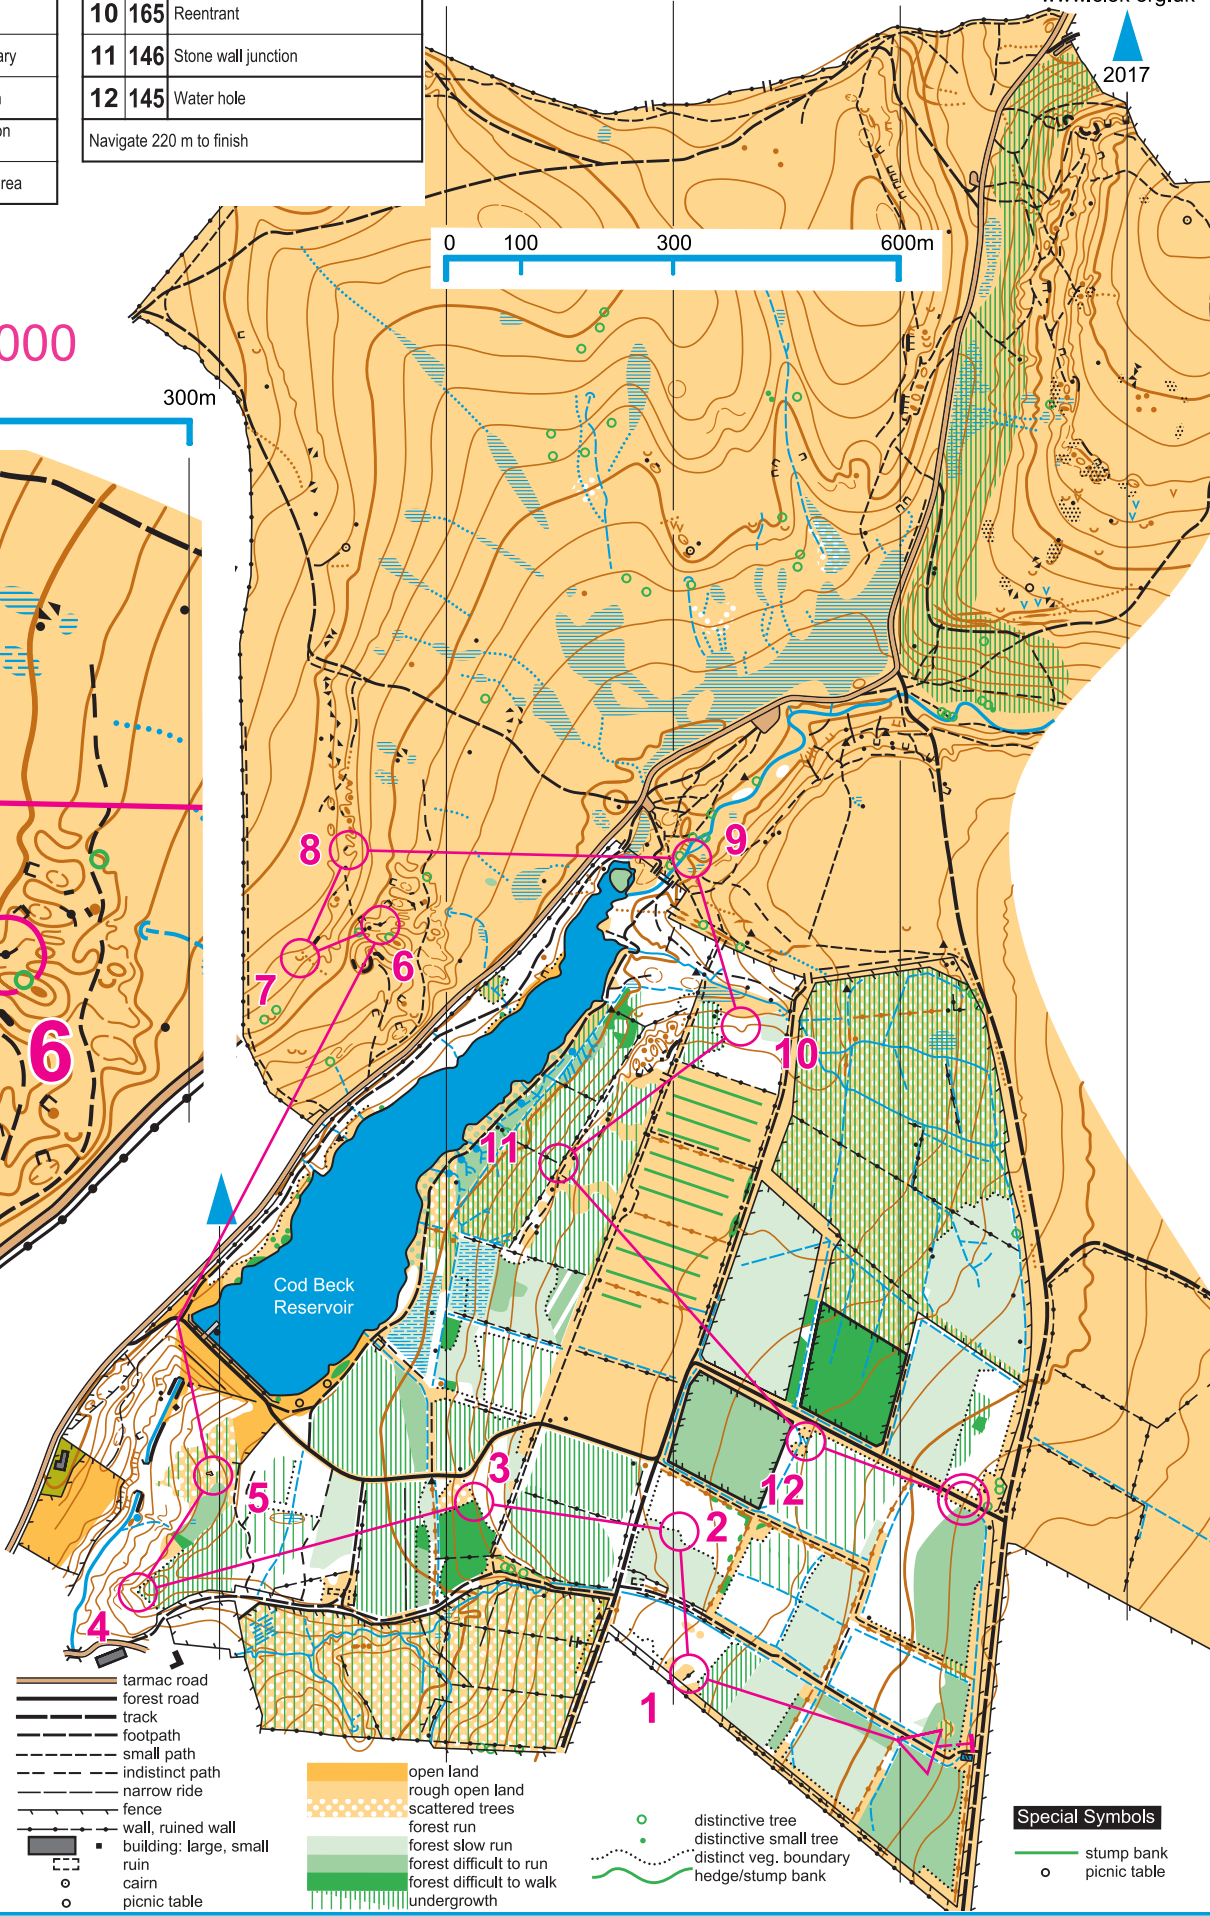 10 165 Reentrant
11 146 Stone wall junction
12 145 Water hole
Navigate 220 m to finish
2017
0 100 300 600m
000
300m
8
9
7
6
6
10
11
Cod Beck
Reservoir
3
5
12
2
4
1
tarmac road
forest road
track
footpath
small path
indistinct path
narrow ride
fence
wall, ruined wall
building: large, small
ruin
cairn
picnic table
open land
rough open land
scattered trees
forest run
forest slow run
forest difficult to run
forest difficult to walk
undergrowth
distinctive tree
distinctive small tree
distinct veg. boundary
hedge/stump bank
Special Symbols
stump bank
picnic table